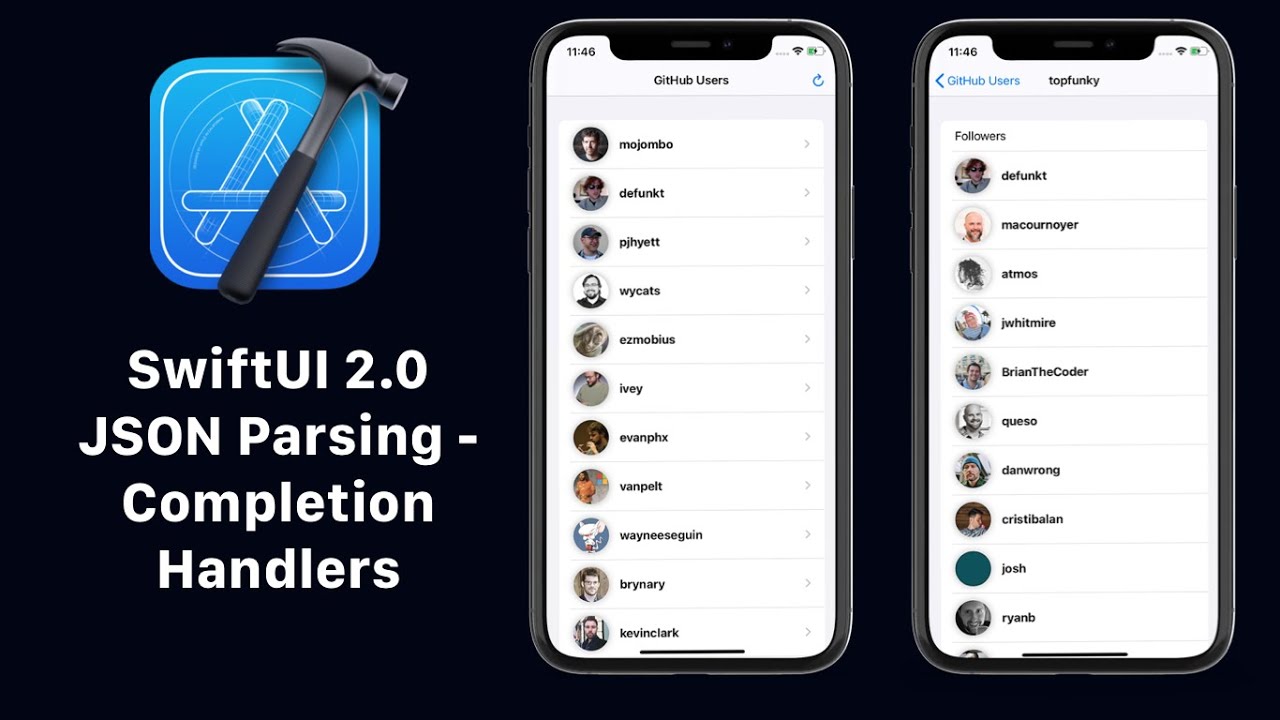 SwiftUI 2.0
JSON Parsing -
Completion
Handlers
11:46
GitHub Users
mojombo
defunkt
pjhyett
wycats
ezmobius
ivey
evanphx
vanpelt
wayneeseguin
brynary
kevinclark
11:46
GitHub Users topfunky
Followers
defunkt
macournoyer
atmos
jwhitmire
BrianTheCoder
queso
danwrong
cristibalan
josh
ryanb